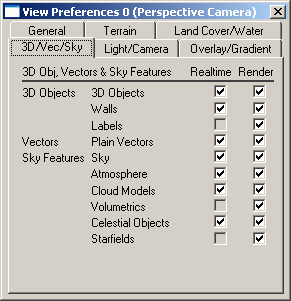 View Preferences 0 (Perspective Camera)
General Terrain Land Cover/Water
3D/Vec/Sky Light/Camera Overlay/Gradient
3D Obj, Vectors & Sky Features Realtime Render
3D Objects 3D Objects
Walls
Labels
Vectors Plain Vectors
Sky Features Sky
Atmosphere
Cloud Models
Volumetrics
Celestial Objects
Starfields